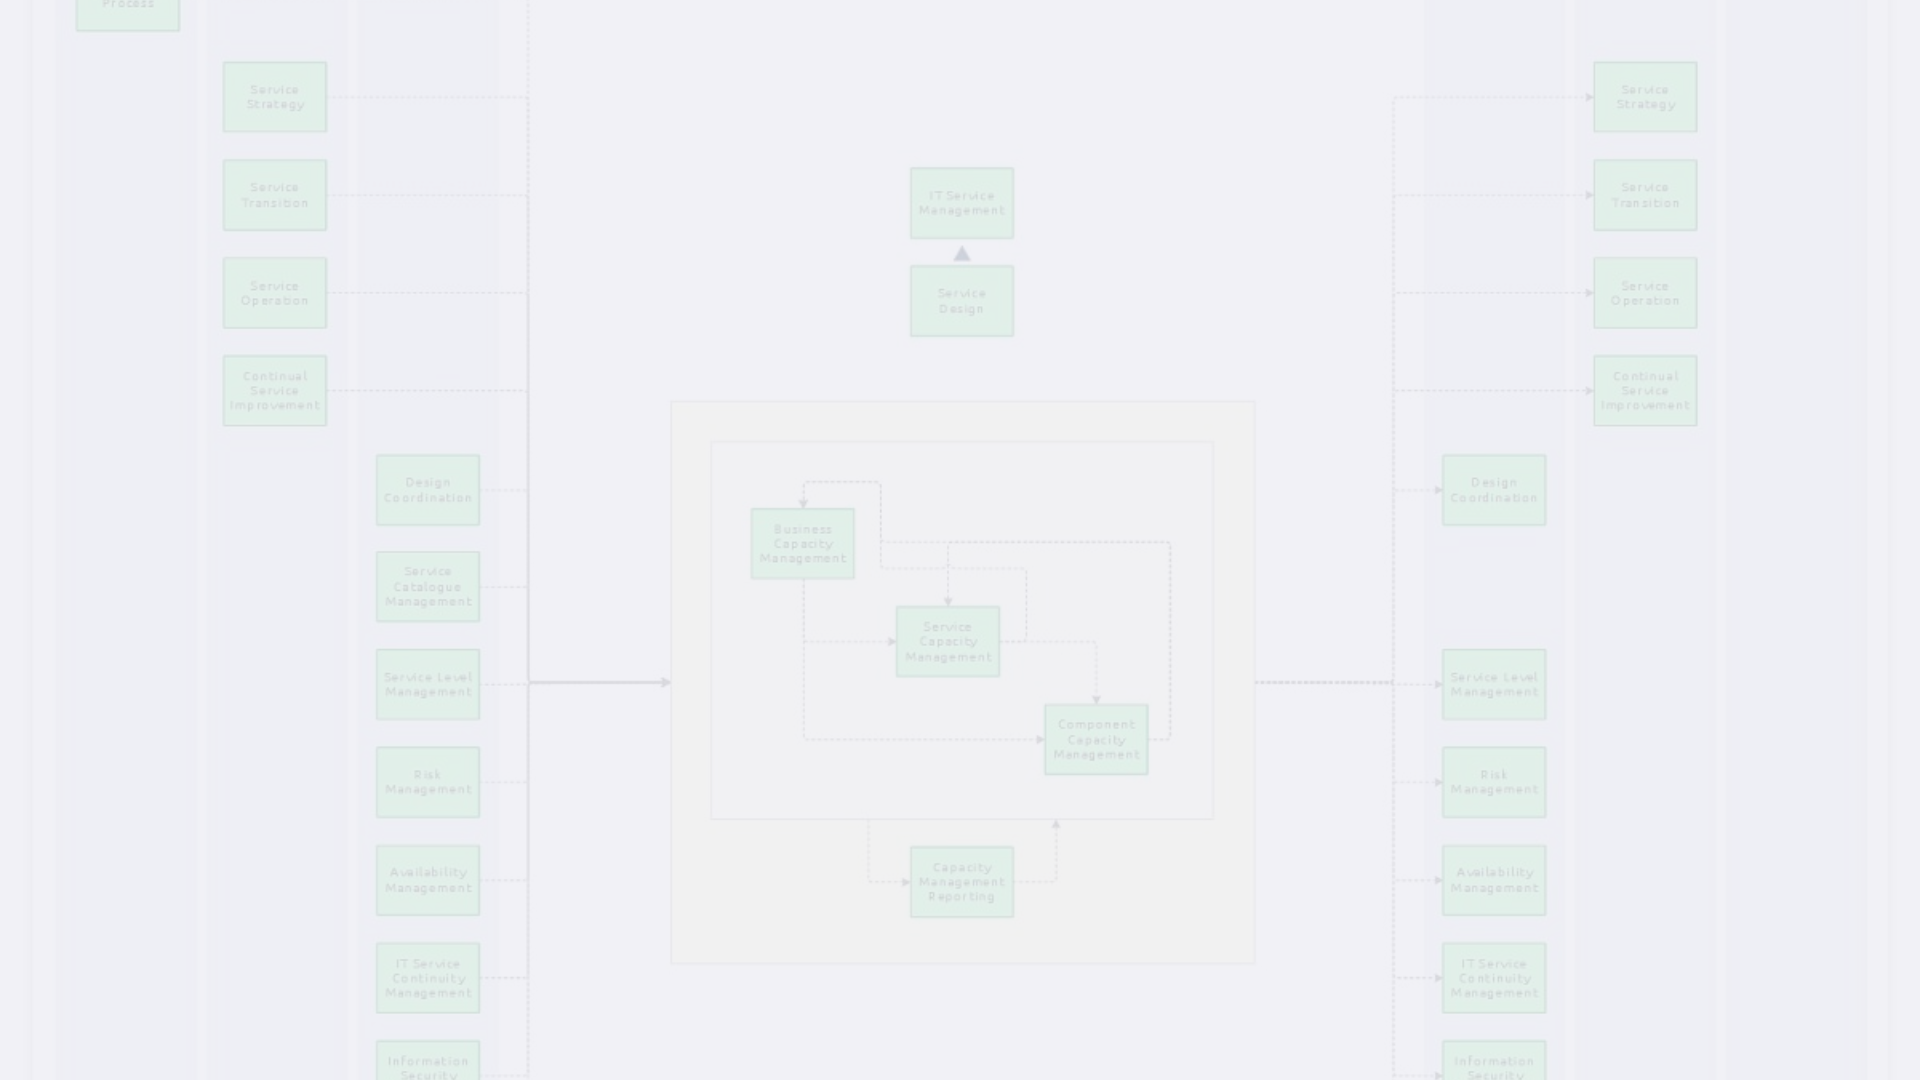 Process
Service
Strategy
Service
Transition
Service
Operation
Continual
Service
Improvement
Design
Coordination
Service
Catalogue
Management
Service Level
Management
Risk
Management
Availability
Management
IT Service
Continuity
Management
Information
Security
IT Service
Management
Service
Design
Business
Capacity
Management
Service
Capacity
Management
Component
Capacity
Management
Capacity
Management
Reporting
Service
Strategy
Service
Transition
Service
Operation
Continual
Service
Improvement
Design
Coordination
Service Level
Management
Risk
Management
Availability
Management
IT Service
Continuity
Management
Information
Security